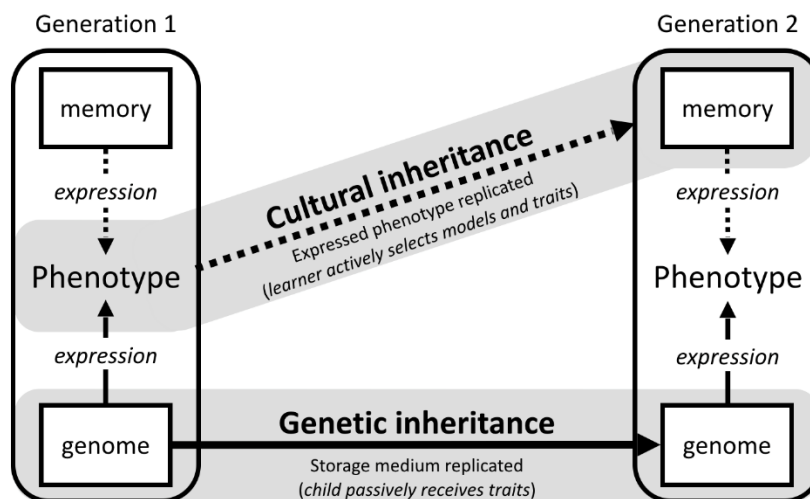 Generation 1
Generation 2
memory
memory
expression
expression
Cultural inheritance
Expressed phenotype replicated
(learner actively selects models and traits)
Phenotype
Phenotype
expression
expression
genome
Genetic inheritance
genome
Storage medium replicated
(child passively receives traits)